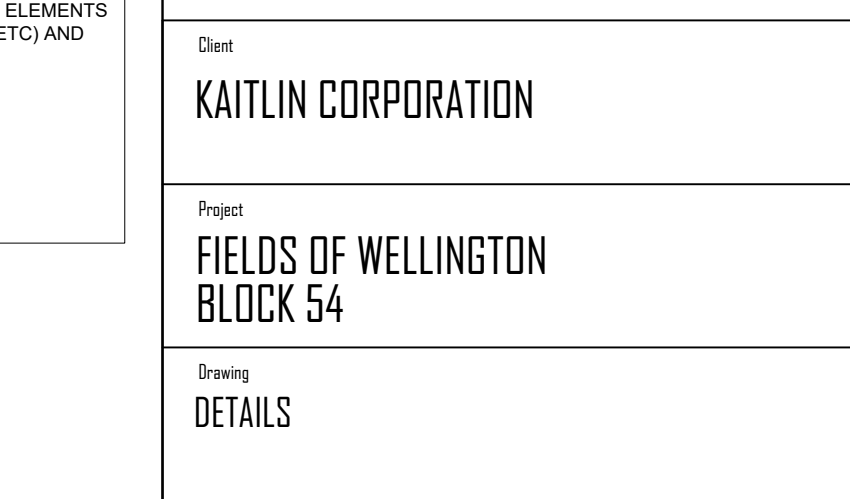 ELEMENTS
ETC) AND
Client
KAITLIN CORPORATION
Project
FIELDS OF WELLINGTON
BLOCK 54
Drawing
DETAILS